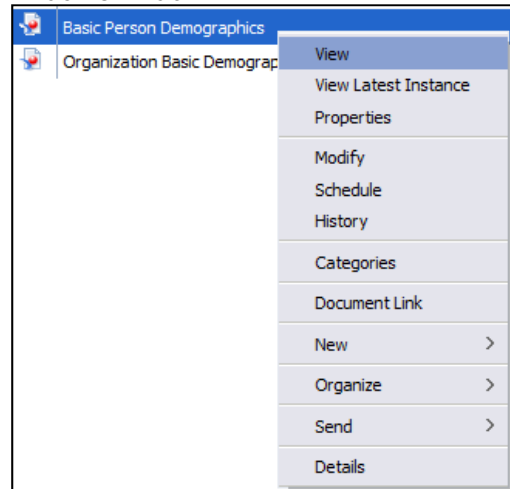 Basic Person Demographics
Organization Basic Demograp
View
View Latest Instance
Properties
Modify
Schedule
History
Categories
Document Link
New
Organize
Send
Details